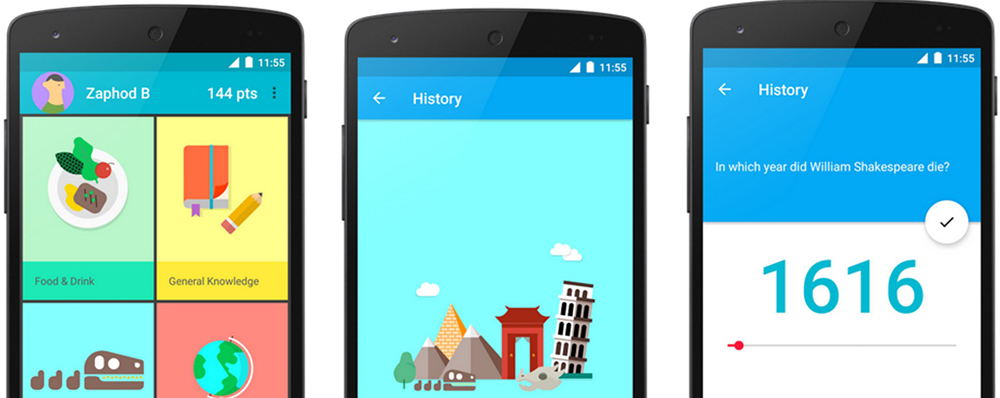 11:55
Zaphod B 144 pts
Food & Drink
General Knowledge
11:55
History
11:55
History
In which year did William Shakespeare die?
1616